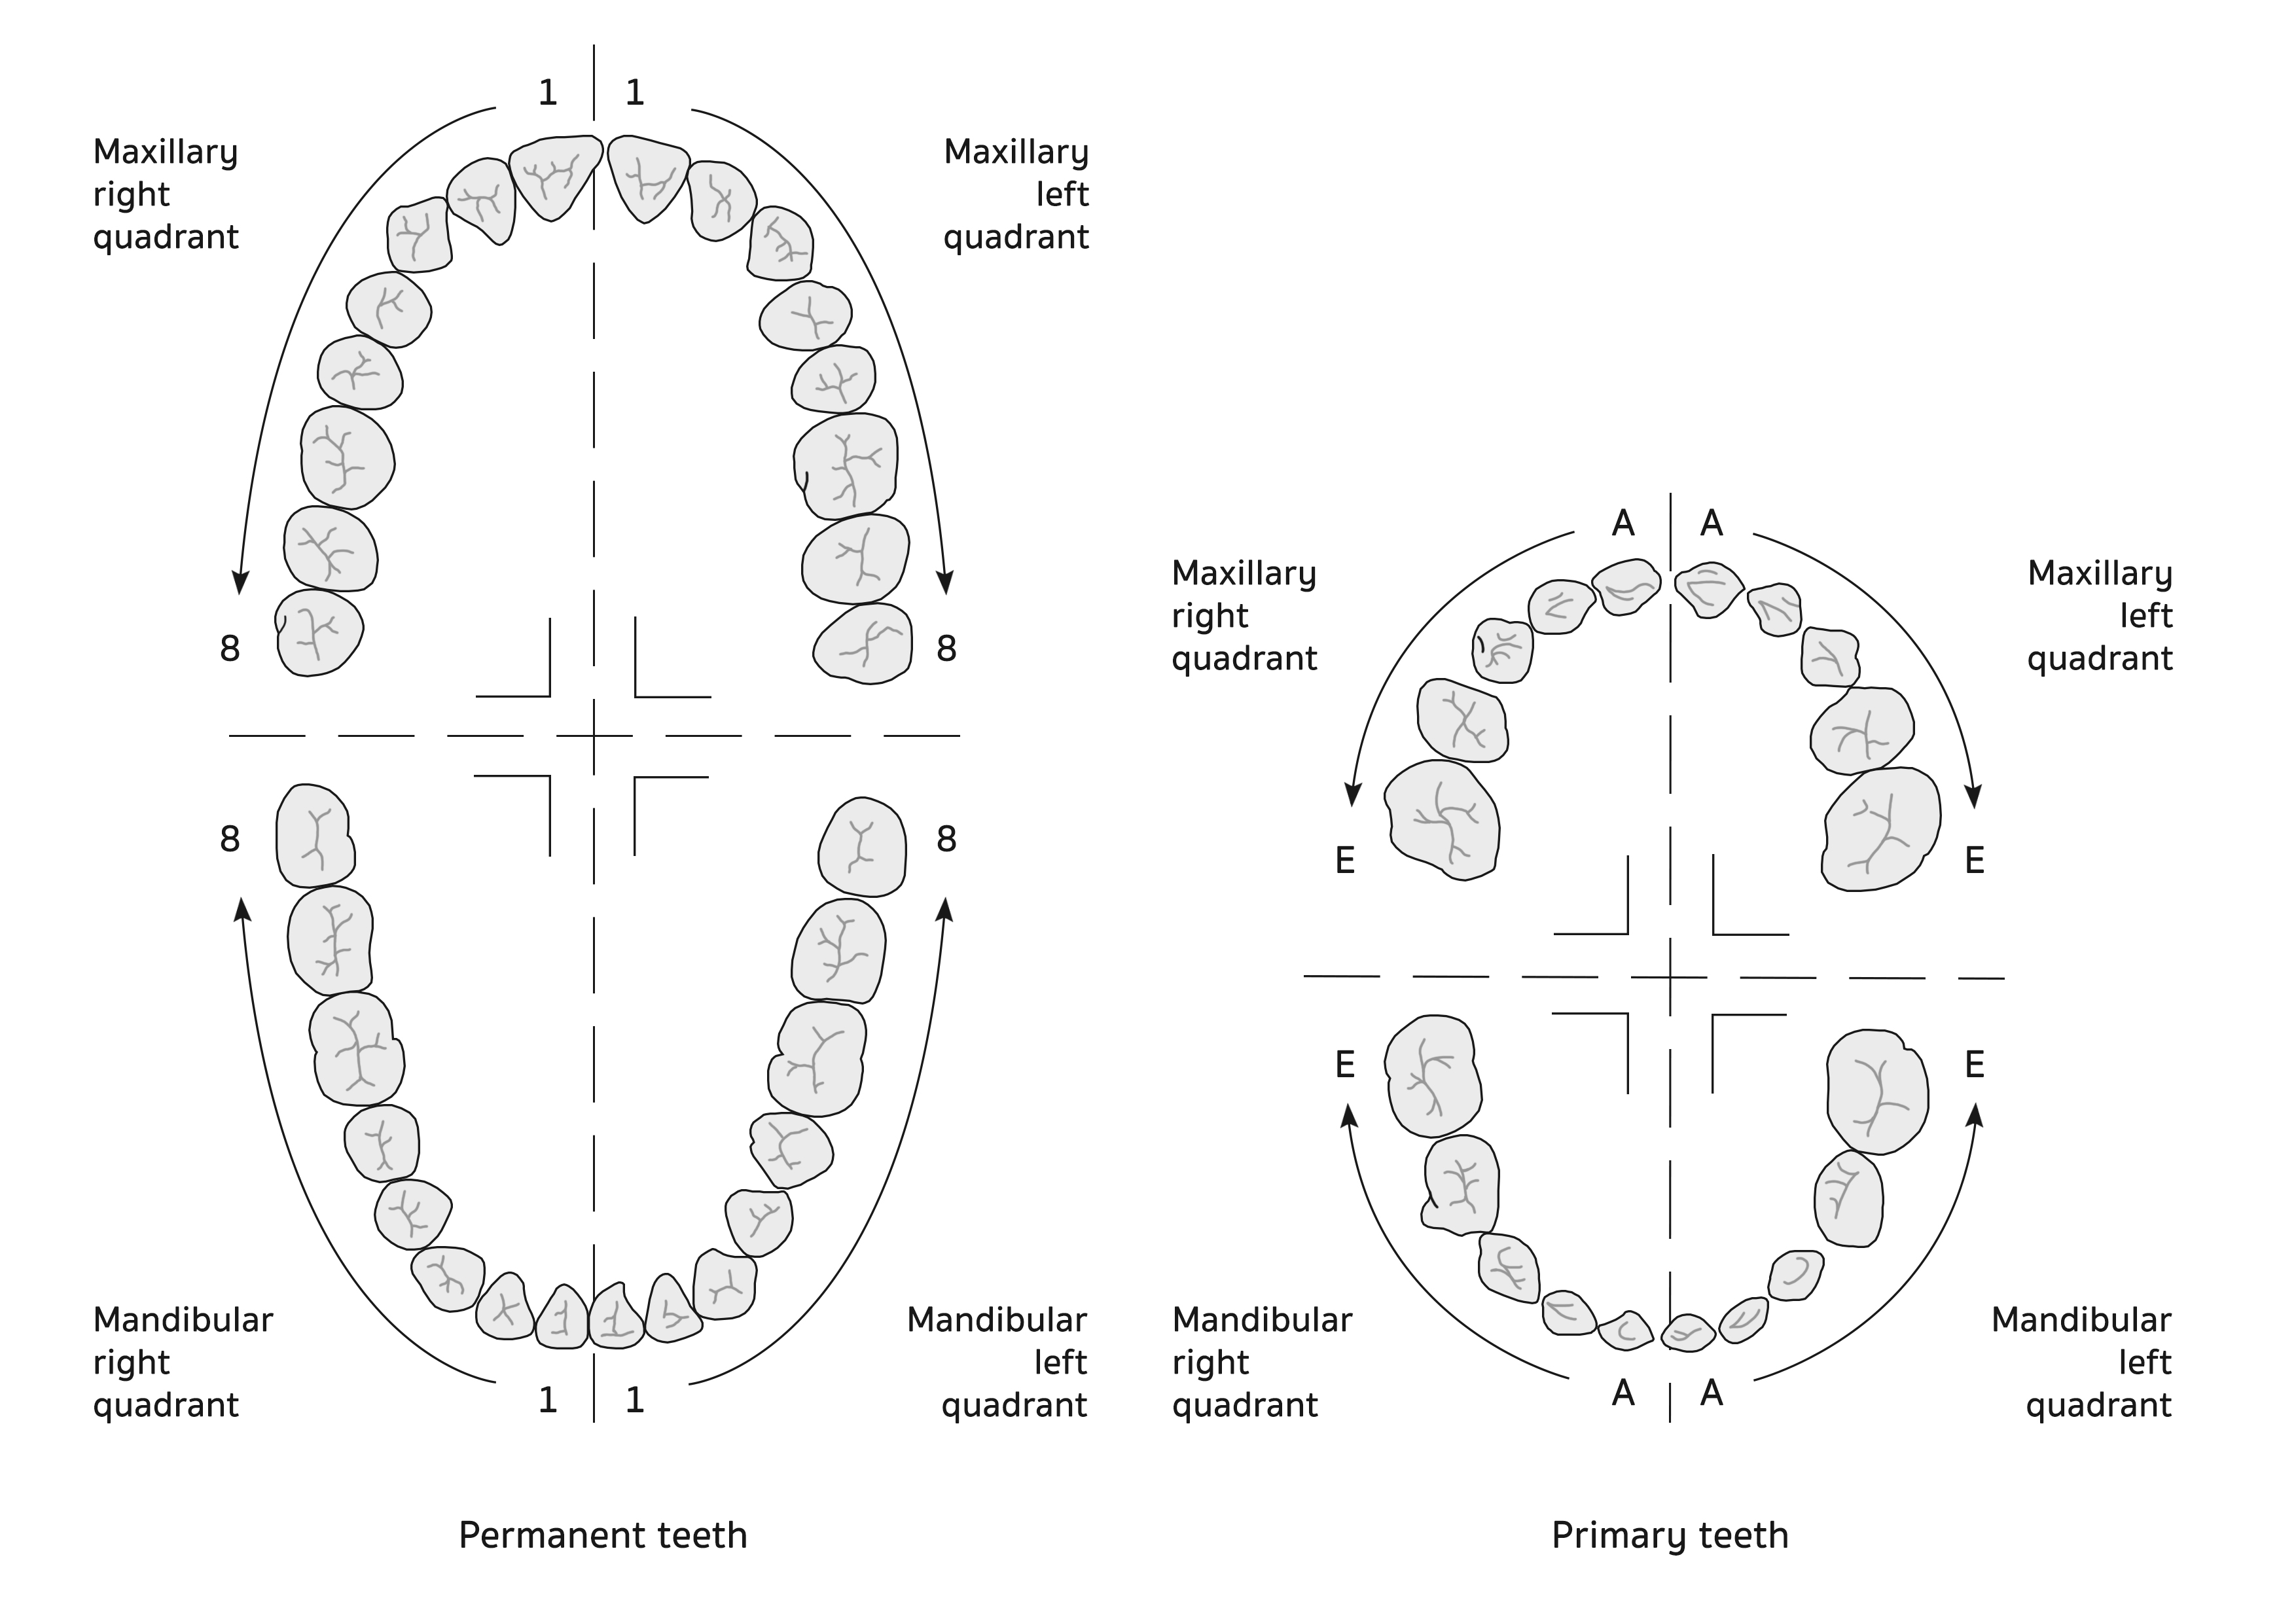 1 1
Maxillary
right
quadrant
Maxillary
left
quadrant
8 8
8 8
Mandibular
right
quadrant
Mandibular
left
quadrant
1 1
Permanent teeth
A A
Maxillary
right
quadrant
Maxillary
left
quadrant
E E
E E
Mandibular
right
quadrant
Mandibular
left
quadrant
A A
Primary teeth